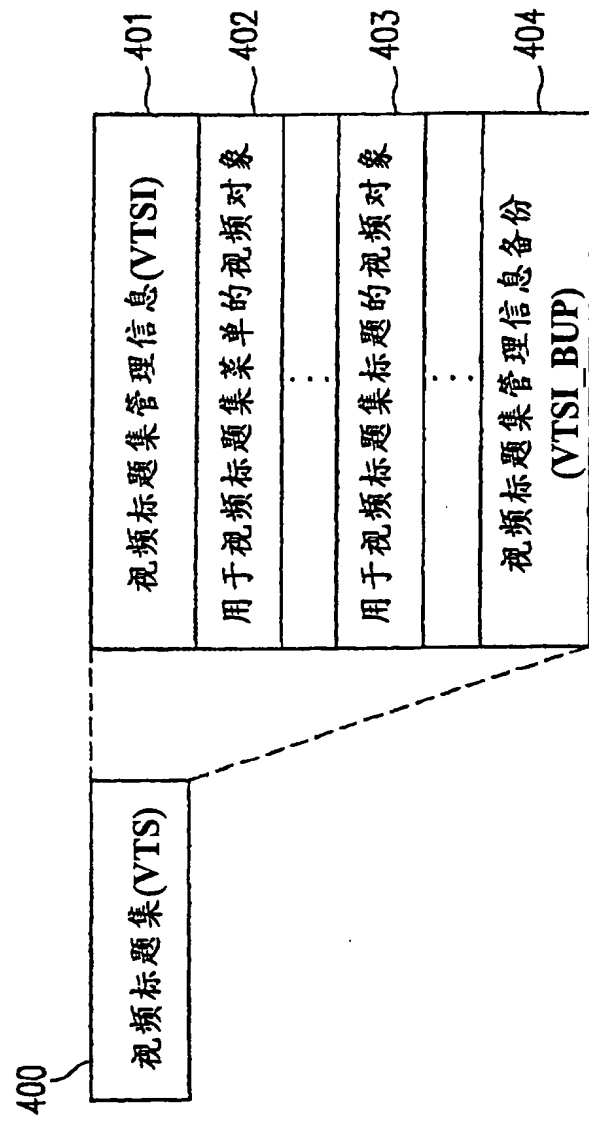 400
视频标题集(VTS)
视频标题集管理信息(VTSI)
401
用于视频标题集菜单的视频对象
402
...
用于视频标题集标题的视频对象
403
...
视频标题集管理信息备份
(VTSI_BUP)
404